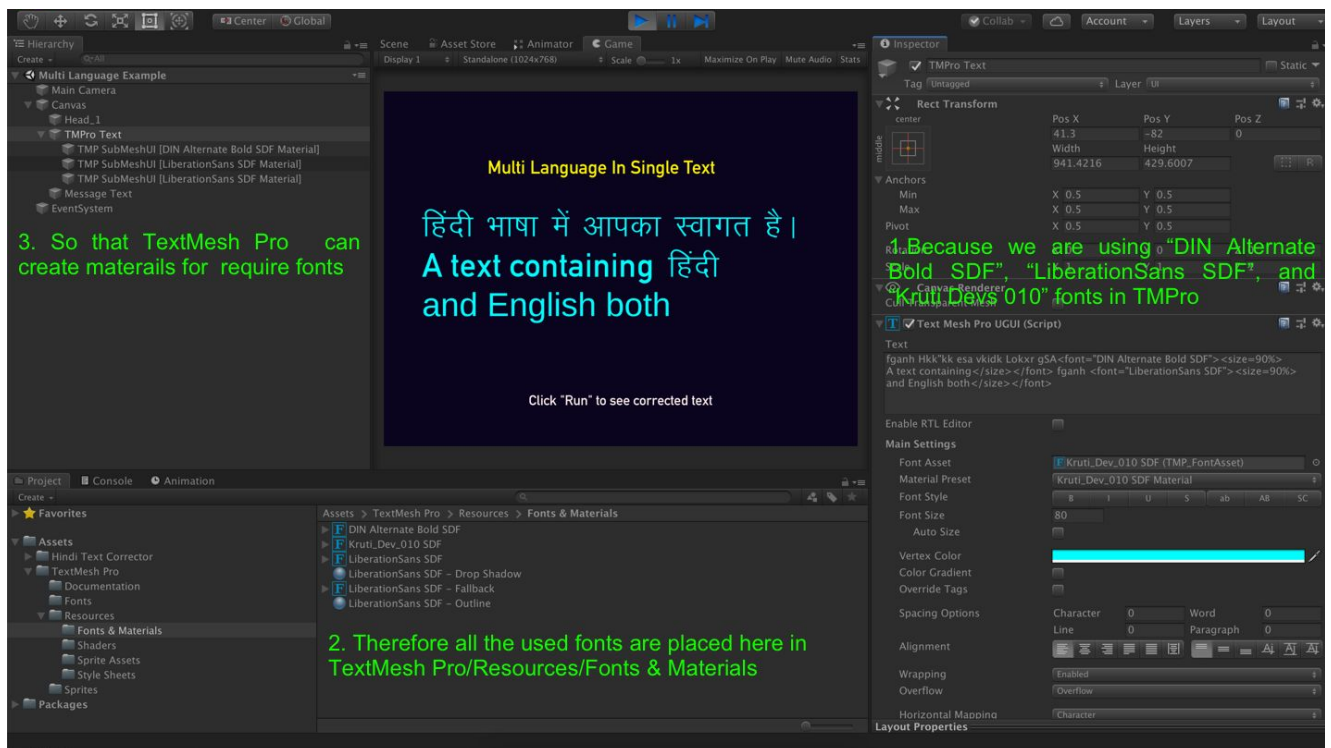 Center Global
Collab Account Layers Layout
Hierarchy
Create All
Multi Language Example
Main Camera
Canvas
Head_1
TMPro Text
TMP SubMeshUI [DIN Alternate Bold SDF Material]
TMP SubMeshUI [LiberationSans SDF Material]
TMP SubMeshUI [LiberationSans SDF Material]
Message Text
EventSystem
3. So that TextMesh Pro can
create materails for require fonts
Scene Asset Store Animator Game
Display 1 Standalone (1024x768) Scale 1x Maximize On Play Mute Audio Stats
Multi Language In Single Text
हिंदी भाषा में आपका स्वागत है।
A text containing हिंदी
and English both
Click "Run" to see corrected text
Project Console Animation
Create
Favorites
Assets
Hindi Text Corrector
TextMesh Pro
Documentation
Fonts
Resources
Fonts & Materials
Shaders
Sprite Assets
Style Sheets
Sprites
Packages
Assets > TextMesh Pro > Resources > Fonts & Materials
DIN Alternate Bold SDF
Kruti_Dev_010 SDF
LiberationSans SDF
LiberationSans SDF - Drop Shadow
LiberationSans SDF - Fallback
LiberationSans SDF - Outline
2. Therefore all the used fonts are placed here in
TextMesh Pro/Resources/Fonts & Materials
Inspector
TMPro Text Static
Tag Untagged Layer UI
Rect Transform
center Pos X Pos Y Pos Z
middle 41.3 -82 0
Width Height
941.4216 429.6007 R
Anchors
Min X 0.5 Y 0.5
Max X 0.5 Y 0.5
Pivot X 0.5 Y 0.5
1.Because we are using “DIN Alternate
Bold SDF”, “LiberationSans SDF”, and
“Kruti Devs 010” fonts in TMPro
Canvas Renderer
Text Mesh Pro UGUI (Script)
Text
fganh Hkk"kk esa vkidk Lokxr gSA<font="DIN Alternate Bold SDF"><size=90%>
A text containing</size></font> fganh <font="LiberationSans SDF"><size=90%>
and English both</size></font>
Enable RTL Editor
Main Settings
Font Asset Kruti_Dev_010 SDF (TMP_FontAsset)
Material Preset Kruti_Dev_010 SDF Material
Font Style B I U S ab AB SC
Font Size 80
Auto Size
Vertex Color
Color Gradient
Override Tags
Spacing Options Character 0 Word 0
Line 0 Paragraph 0
Alignment
Wrapping Enabled
Overflow Overflow
Horizontal Mapping Character
Layout Properties